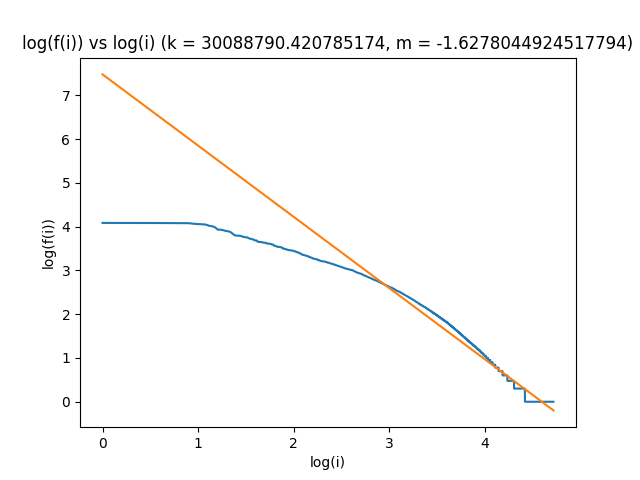 log(f(i)) vs log(i) (k = 30088790.420785174, m = -1.6278044924517794)
7
6
5
4
3
2
1
0
log(f(i))
0 1 2 3 4
log(i)